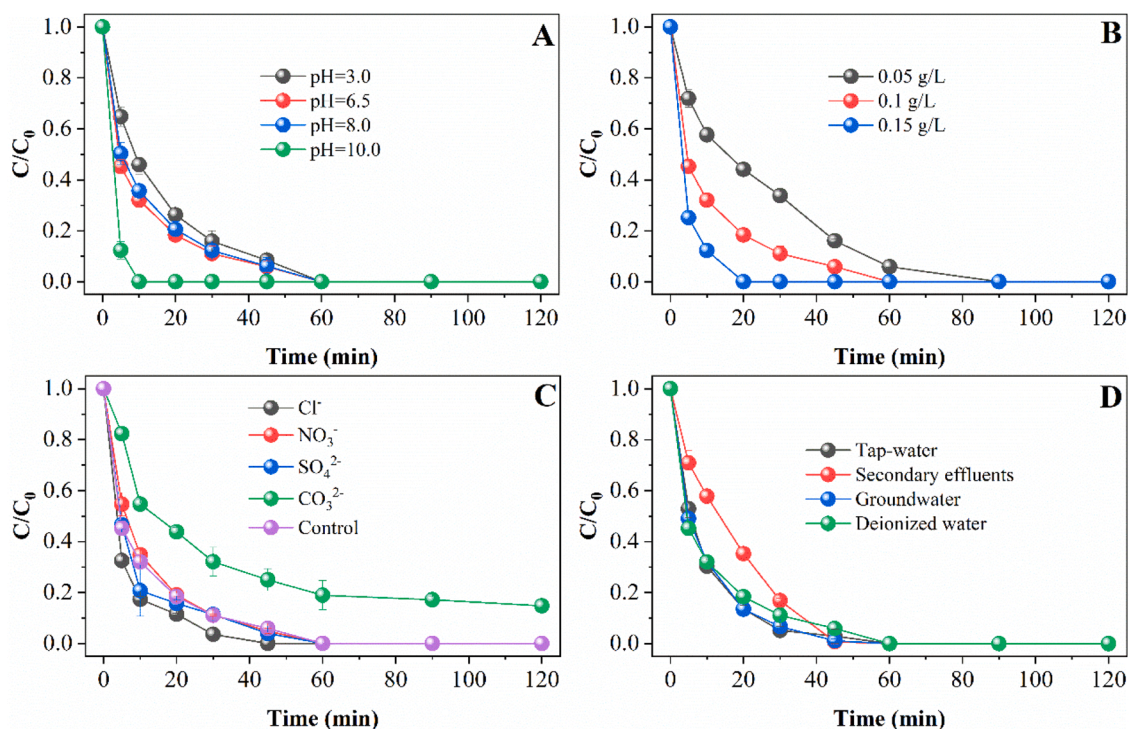 A
pH=3.0
pH=6.5
pH=8.0
pH=10.0
C/C₀
1.0
0.8
0.6
0.4
0.2
0.0
0 20 40 60 80 100 120
Time (min)
B
0.05 g/L
0.1 g/L
0.15 g/L
C/C₀
1.0
0.8
0.6
0.4
0.2
0.0
0 20 40 60 80 100 120
Time (min)
C
Cl⁻
NO₃⁻
SO₄²⁻
CO₃²⁻
Control
C/C₀
1.0
0.8
0.6
0.4
0.2
0.0
0 20 40 60 80 100 120
Time (min)
D
Tap-water
Secondary effluents
Groundwater
Deionized water
C/C₀
1.0
0.8
0.6
0.4
0.2
0.0
0 20 40 60 80 100 120
Time (min)